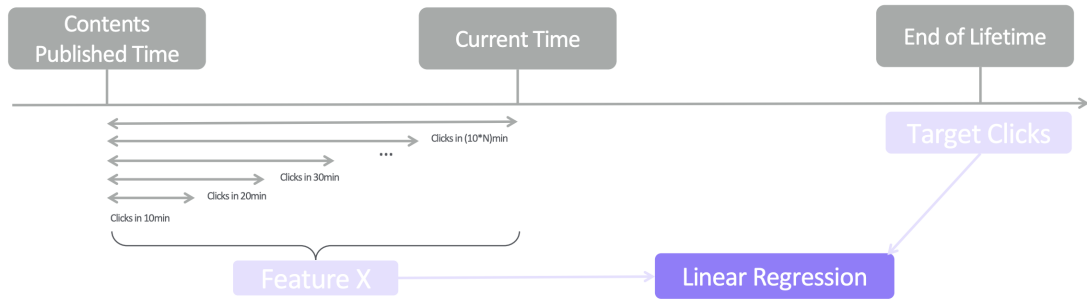 Contents
Published Time
Current Time
End of Lifetime
Target Clicks
Clicks in (10*N)min
...
Clicks in 30min
Clicks in 20min
Clicks in 10min
Feature X
Linear Regression